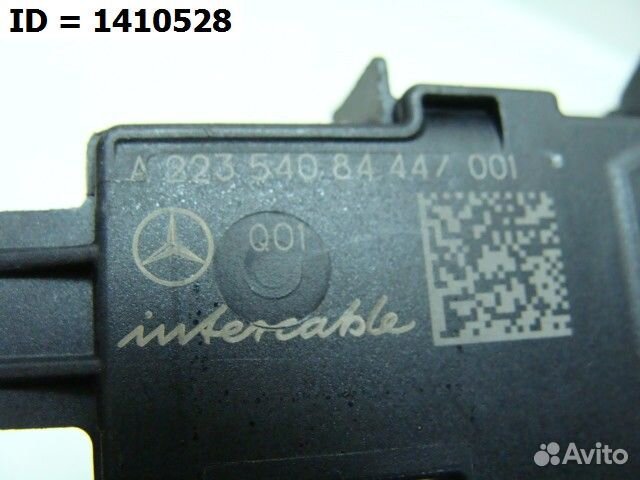 ID = 1410528
A 223 540 84 44/ 001
Q01
intercable
Avito